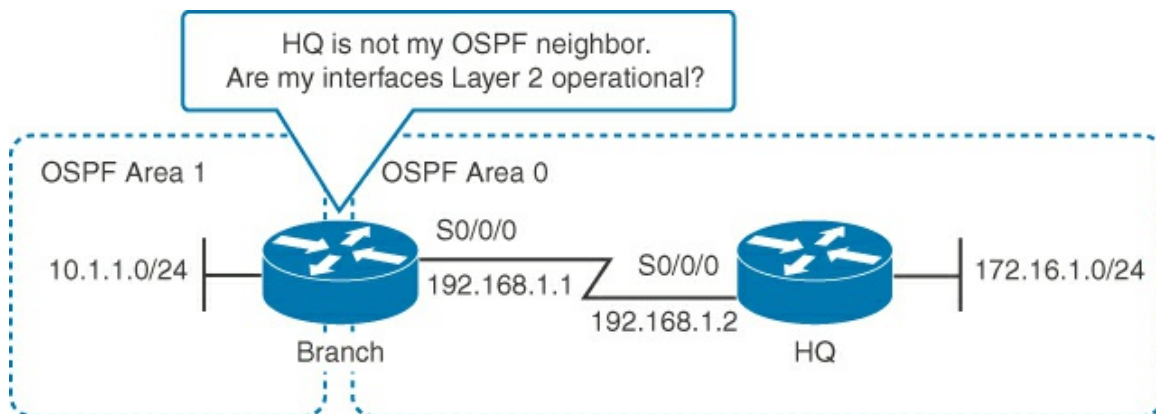 HQ is not my OSPF neighbor.
Are my interfaces Layer 2 operational?
OSPF Area 1
OSPF Area 0
S0/0/0
S0/0/0
10.1.1.0/24
192.168.1.1
172.16.1.0/24
192.168.1.2
Branch
HQ